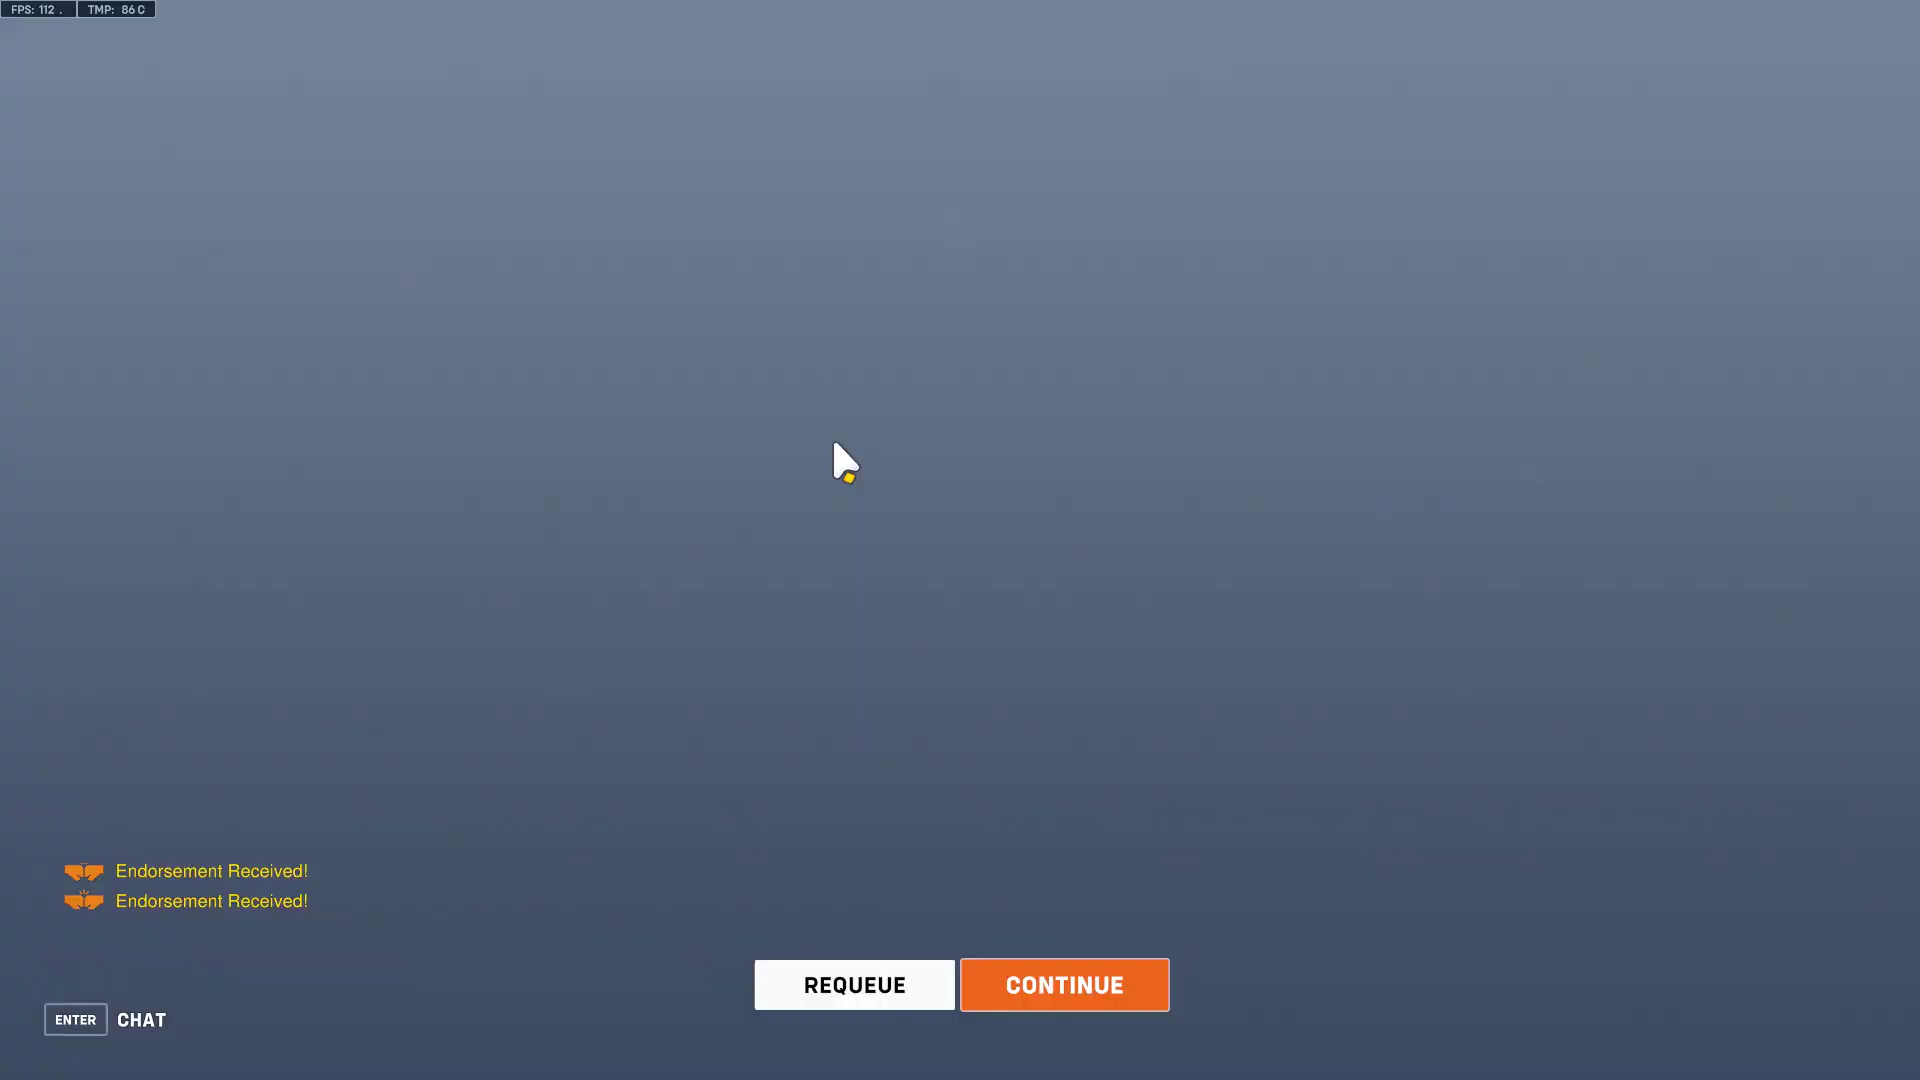 FPS: 112 .
TMP: 86 C
Endorsement Received!
Endorsement Received!
REQUEUE
CONTINUE
ENTER
CHAT